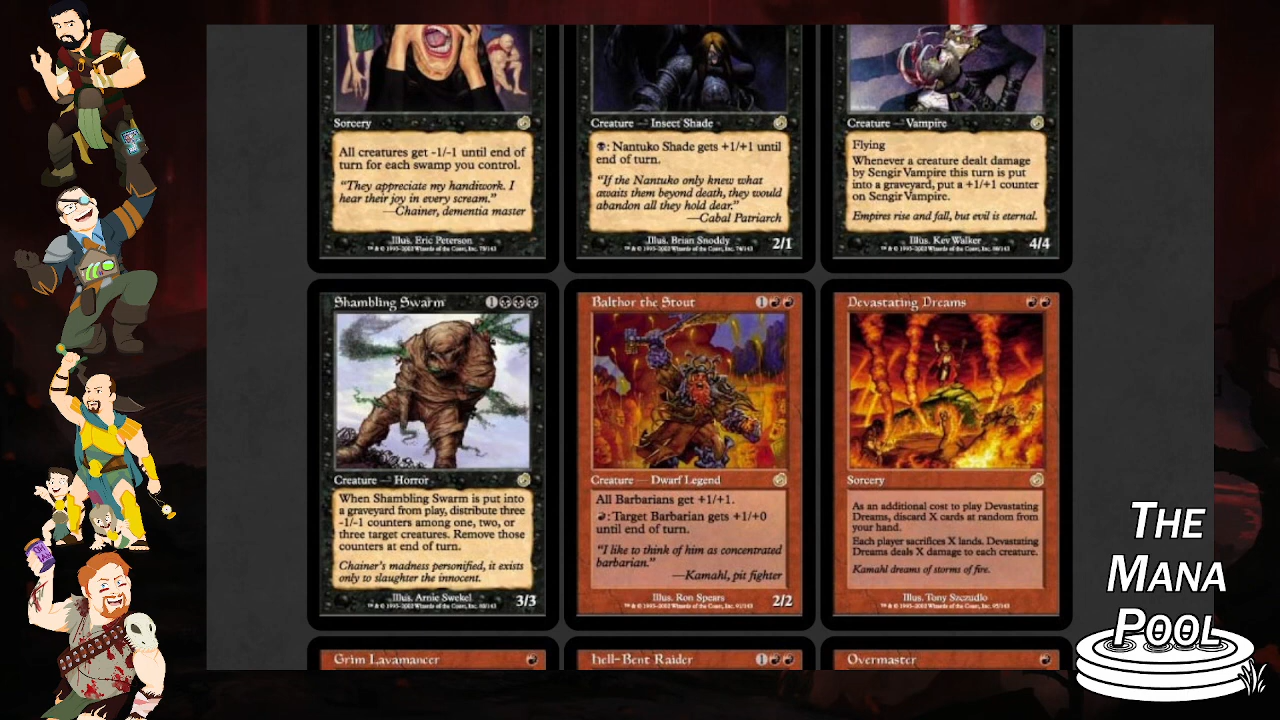 Sorcery
All creatures get -1/-1 until end of
turn for each swamp you control.
"They appreciate my handiwork. I
hear their joy in every scream."
—Chainer, dementia master
Illus. Eric Peterson
Creature — Insect Shade
: Nantuko Shade gets +1/+1 until
end of turn.
"If the Nantuko only knew what
awaits them beyond death, they would
abandon all they hold dear."
—Cabal Patriarch
Illus. Brian Snoddy
2/1
Creature — Vampire
Flying
Whenever a creature dealt damage
by Sengir Vampire this turn is put
into a graveyard, put a +1/+1 counter
on Sengir Vampire.
Empires rise and fall, but evil is eternal.
Illus. Kev Walker
4/4
Shambling Swarm 1
Creature — Horror
When Shambling Swarm is put into
a graveyard from play, distribute three
-1/-1 counters among one, two, or
three target creatures. Remove those
counters at end of turn.
Chainer's madness personified, it exists
only to slaughter the innocent.
Illus. Arnie Swekel
3/3
Balthor the Stout 1
Creature — Dwarf Legend
All Barbarians get +1/+1.
: Target Barbarian gets +1/+0
until end of turn.
"I like to think of him as concentrated
barbarian."
—Kamahl, pit fighter
Illus. Ron Spears
2/2
Devastating Dreams
Sorcery
As an additional cost to play Devastating
Dreams, discard X cards at random from
your hand.
Each player sacrifices X lands. Devastating
Dreams deals X damage to each creature.
Kamahl dreams of storms of fire.
Illus. Tony Szczudlo
Grim Lavamancer
Hell-Bent Raider 1
Overmaster
THE
MANA
POOL